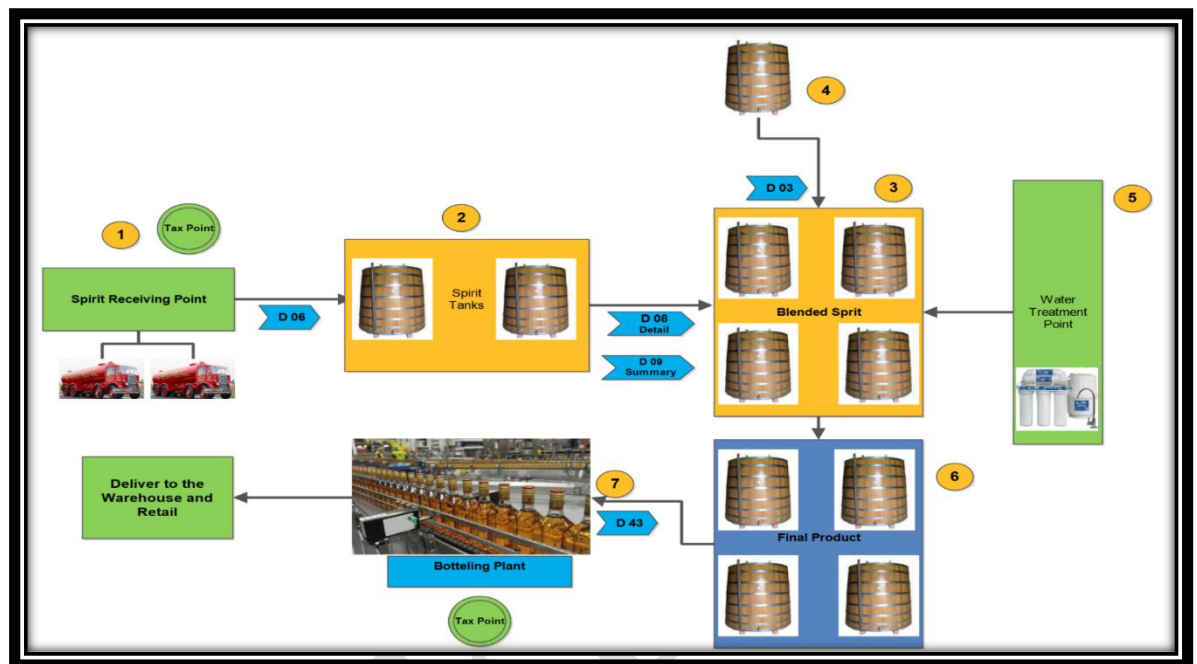 4
D 03
3
5
Tax Point
1
2
Spirit Receiving Point
D 06
Spirit
Tanks
D 08
Detail
D 09
Summary
Blended Sprit
Water
Treatment
Point
Deliver to the
Warehouse and
Retail
7
D 43
6
Final Product
Botteling Plant
Tax Point